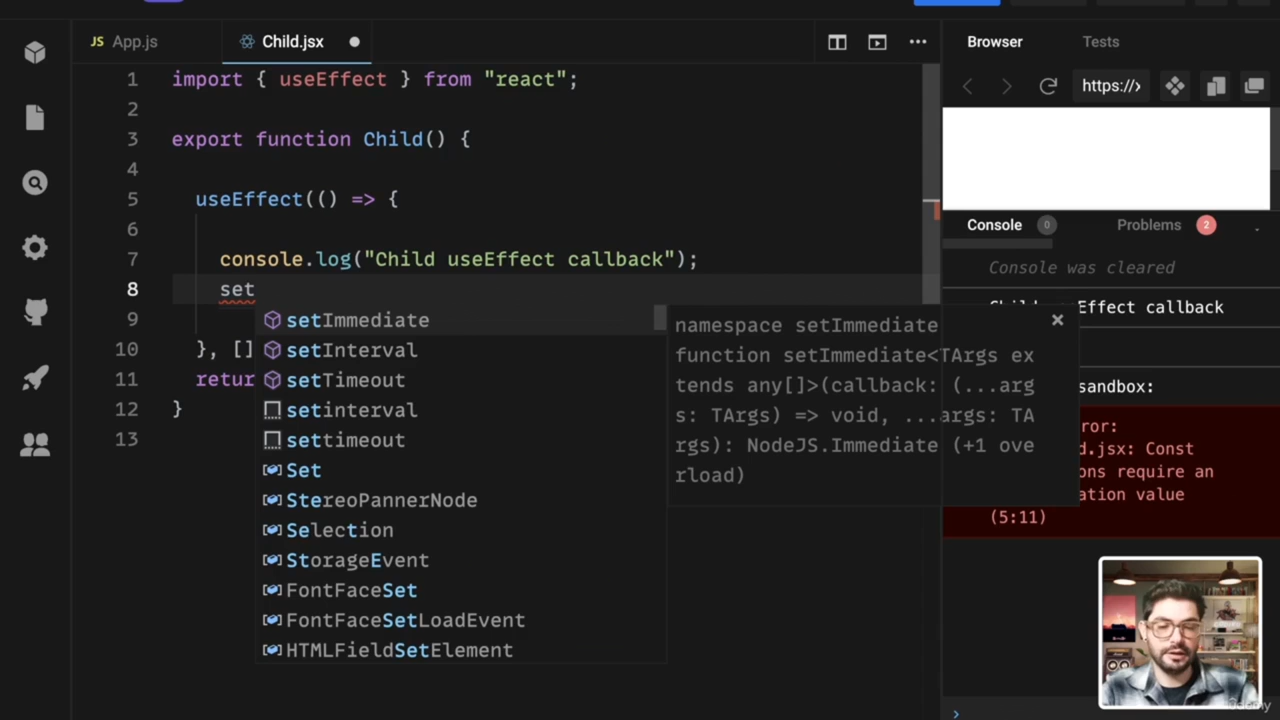 JS App.js
Child.jsx
Browser
Tests
https://x
1 import { useEffect } from "react";
2
3 export function Child() {
4
5 useEffect(() => {
6
7 console.log("Child useEffect callback");
8 set
9
10 }, []
11 retur
12 }
13
setImmediate
setInterval
setTimeout
setinterval
settimeout
Set
StereoPannerNode
Selection
StorageEvent
FontFaceSet
FontFaceSetLoadEvent
HTMLFieldSetElement
namespace setImmediate
function setImmediate<TArgs ex
tends any[]>(callback: (...arg
s: TArgs) => void, ...args: TA
rgs): NodeJS.Immediate (+1 ove
rload)
Console 0
Problems 2
Console was cleared
Effect callback
sandbox:
ror:
d.jsx: Const
ns require an
ation value
(5:11)
ûdemy